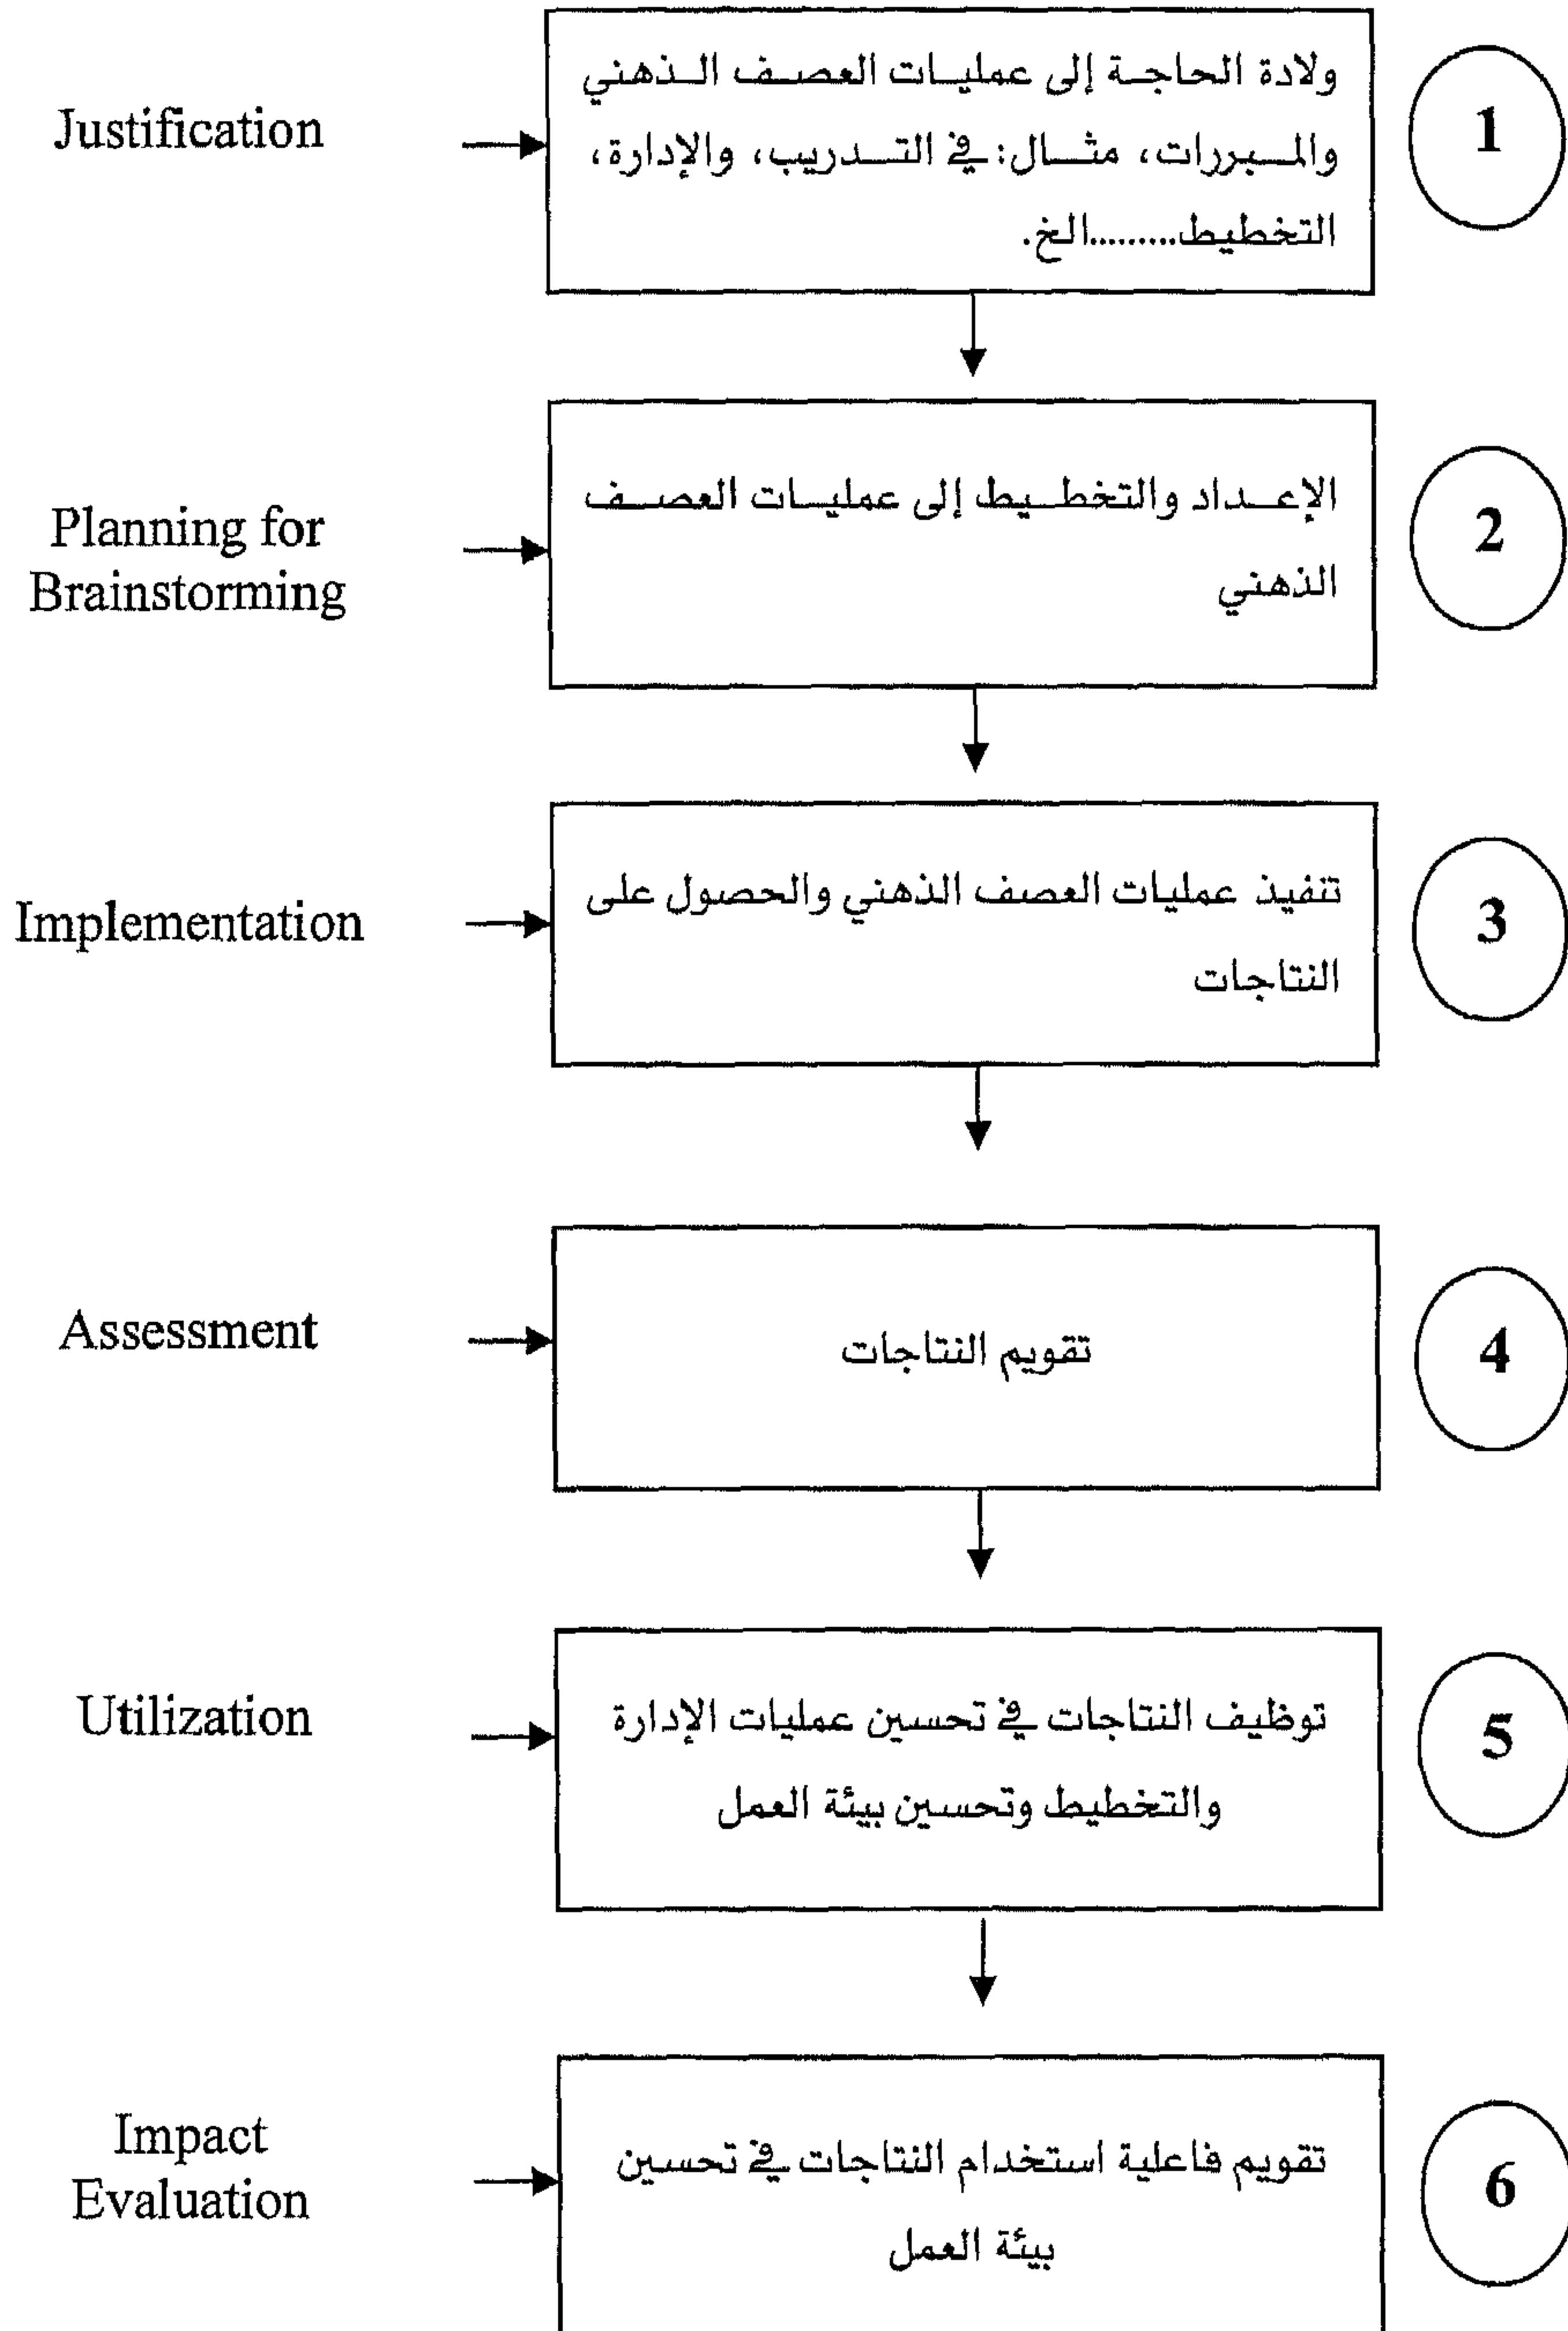 Justification
ولادة الحاجة إلى عمليات العصف الذهني
والمبررات، مثال: في التدريب، والإدارة،
التخطيط.........الخ.
1
Planning for
Brainstorming
الإعداد والتخطيط إلى عمليات العصف
الذهني
2
Implementation
تنفيذ عمليات العصف الذهني والحصول على
النتاجات
3
Assessment
تقويم النتاجات
4
Utilization
توظيف النتاجات في تحسين عمليات الإدارة
والتخطيط وتحسين بيئة العمل
5
Impact
Evaluation
تقويم فاعلية استخدام النتاجات في تحسين
بيئة العمل
6